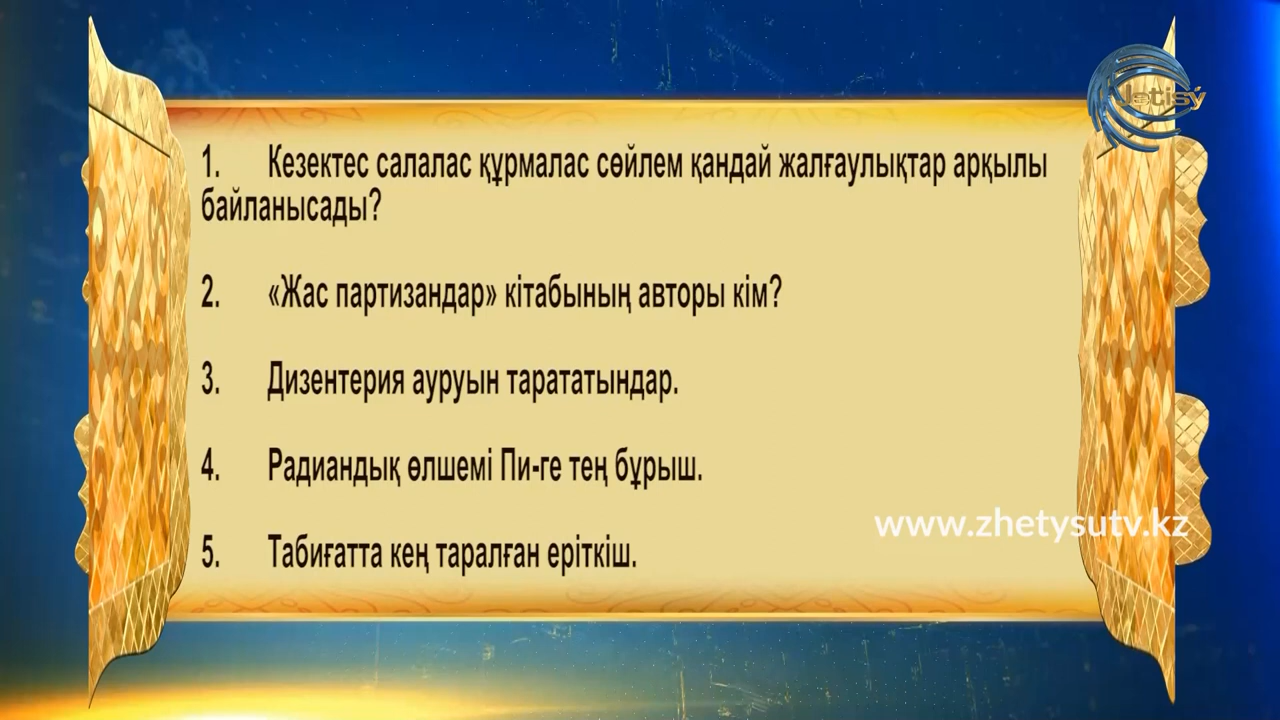 Jetisý
1. Кезектес салалас құрмалас сөйлем қандай жалғаулықтар арқылы
байланысады?
2. «Жас партизандар» кітабының авторы кім?
3. Дизентерия ауруын тарататындар.
4. Радиандық өлшемі Пи-ге тең бұрыш.
www.zhetysutv.kz
5. Табиғатта кең таралған еріткіш.